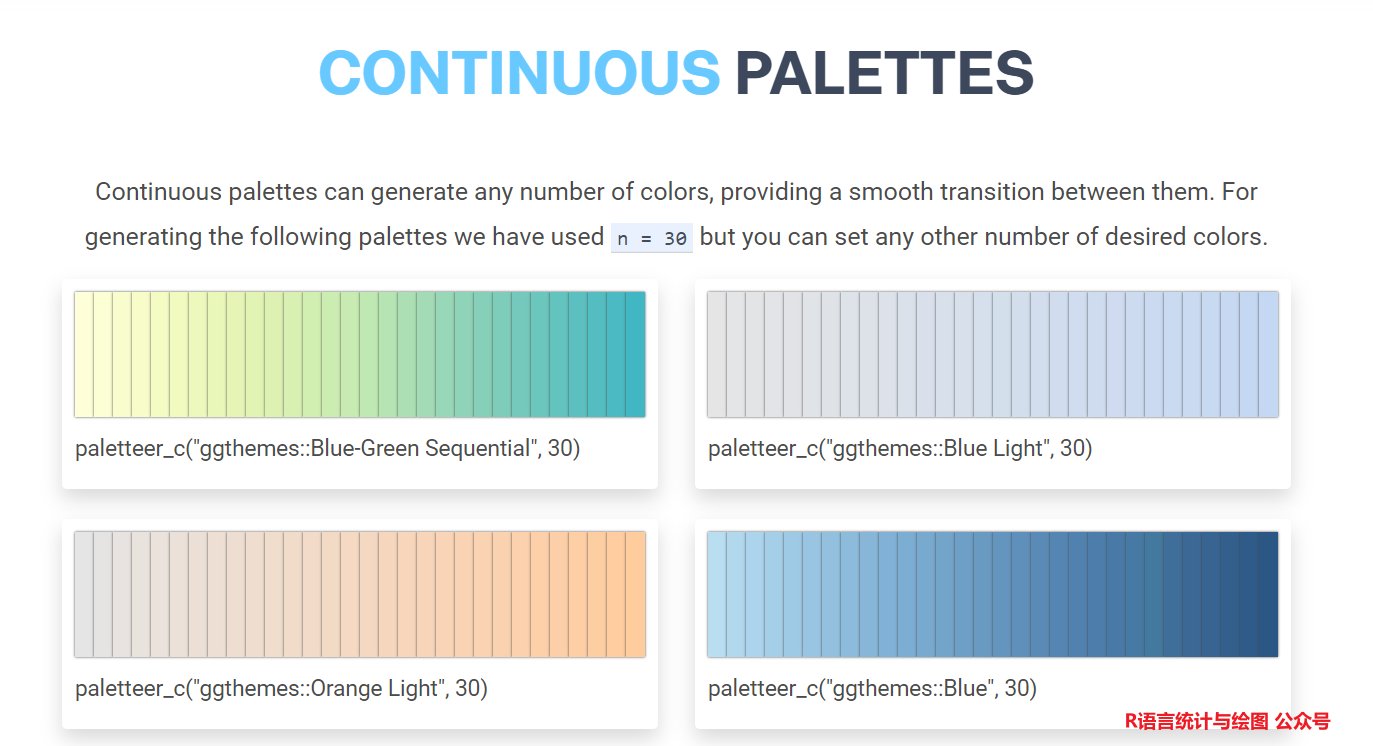 CONTINUOUS PALETTES
Continuous palettes can generate any number of colors, providing a smooth transition between them. For
generating the following palettes we have used n = 30 but you can set any other number of desired colors.
paletteer_c("ggthemes::Blue-Green Sequential", 30)
paletteer_c("ggthemes::Blue Light", 30)
paletteer_c("ggthemes::Orange Light", 30)
paletteer_c("ggthemes::Blue", 30)
R语言统计与绘图 公众号